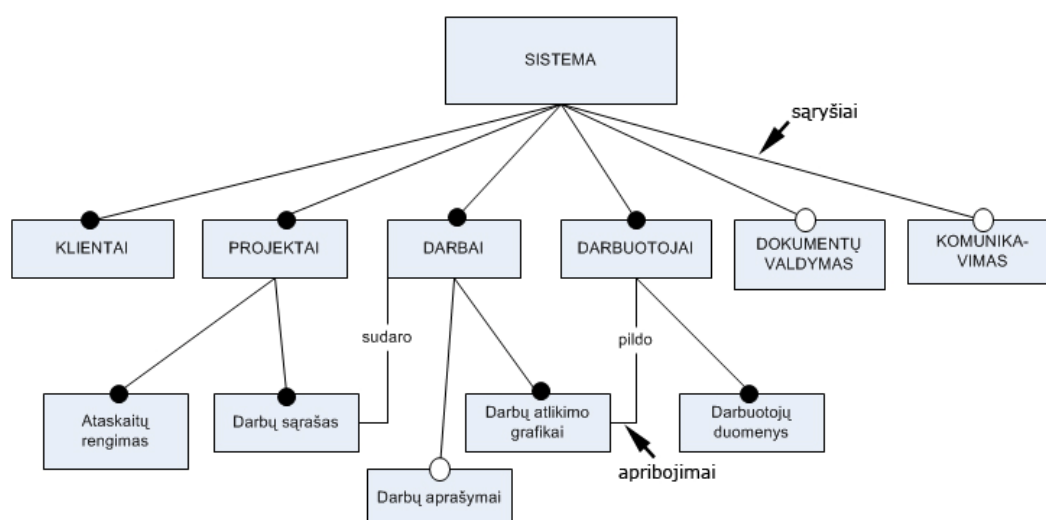 SISTEMA
sąryšiai
KLIENTAI
PROJEKTAI
DARBAI
DARBUOTOJAI
DOKUMENTŲ
VALDYMAS
KOMUNIKA-
VIMAS
sudaro
pildo
Ataskaitų
rengimas
Darbų sąrašas
Darbų atlikimo
grafikai
Darbuotojų
duomenys
apribojimai
Darbų aprašymai